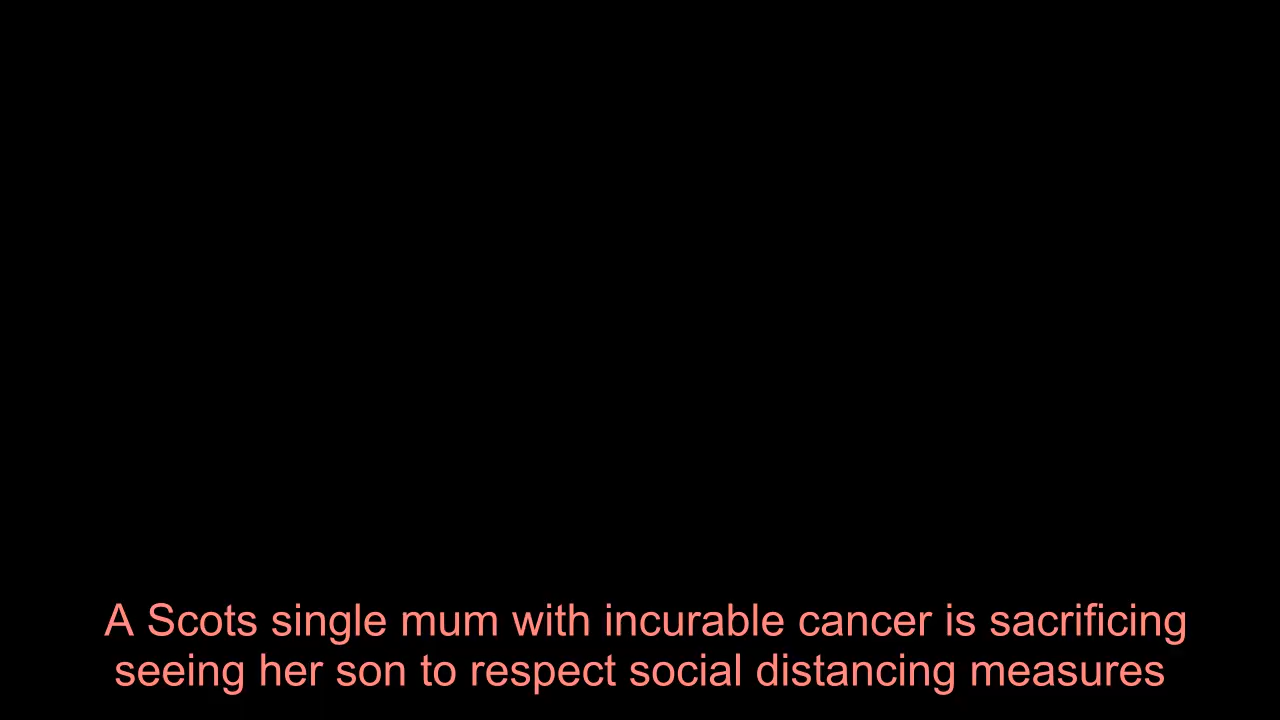 A Scots single mum with incurable cancer is sacrificing
seeing her son to respect social distancing measures